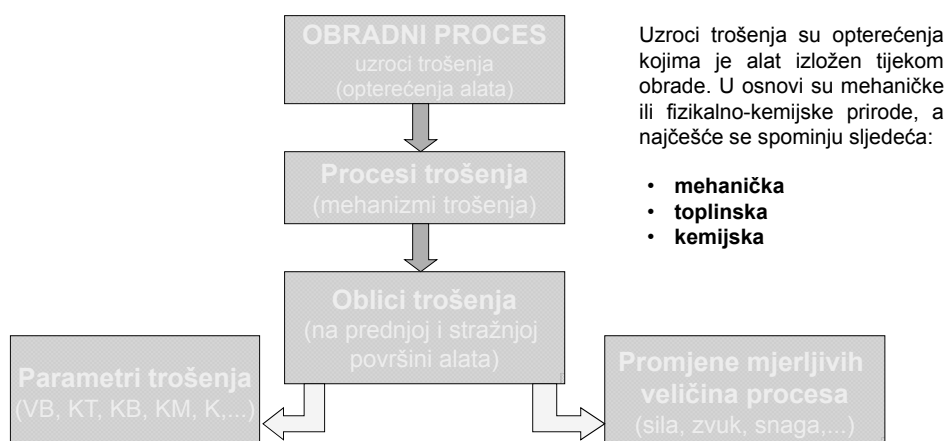 OBRADNI PROCES
uzroci trošenja
(opterećenja alata)
Procesi trošenja
(mehanizmi trošenja)
Oblici trošenja
(na prednjoj i stražnjoj
površini alata)
Parametri trošenja
(VB, KT, KB, KM, K,...)
Promjene mjerljivih
veličina procesa
(sila, zvuk, snaga,...)
Uzroci trošenja su opterećenja
kojima je alat izložen tijekom
obrade. U osnovi su mehaničke
ili fizikalno-kemijske prirode, a
najčešće se spominju sljedeća:
• mehanička
• toplinska
• kemijska